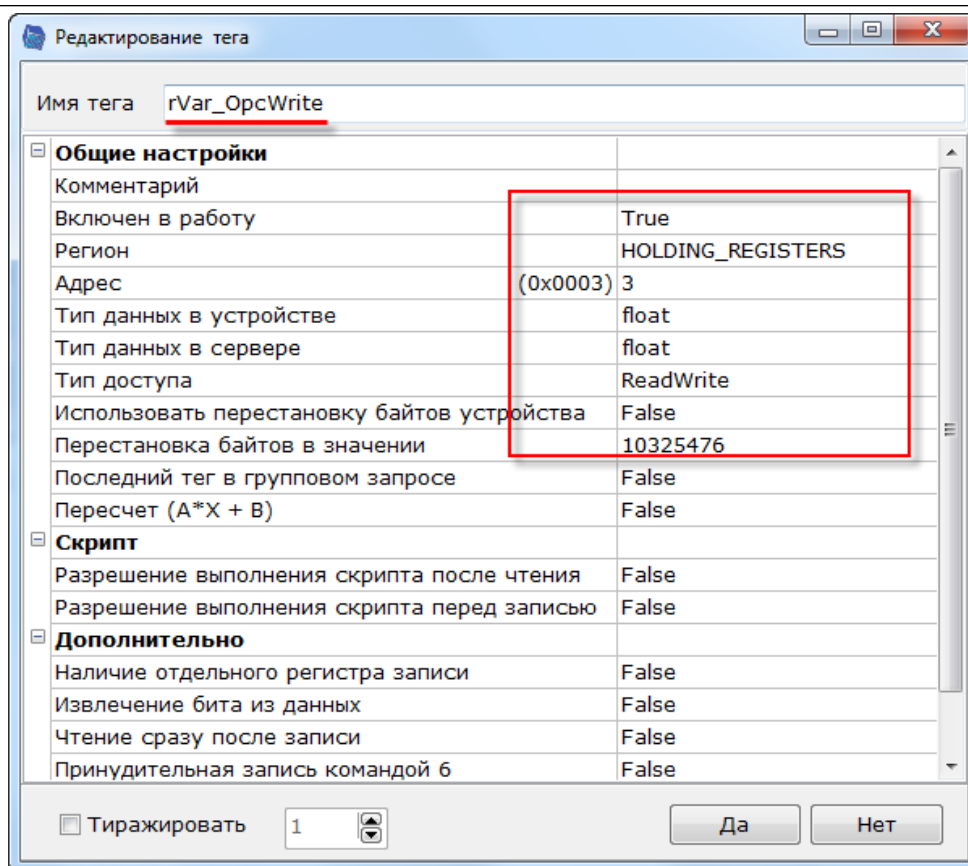 Редактирование тега
Имя тега rVar_OpcWrite
Общие настройки
Комментарий
Включен в работу True
Регион HOLDING_REGISTERS
Адрес (0x0003) 3
Тип данных в устройстве float
Тип данных в сервере float
Тип доступа ReadWrite
Использовать перестановку байтов устройства False
Перестановка байтов в значении 10325476
Последний тег в групповом запросе False
Пересчет (A*X + B) False
Скрипт
Разрешение выполнения скрипта после чтения False
Разрешение выполнения скрипта перед записью False
Дополнительно
Наличие отдельного регистра записи False
Извлечение бита из данных False
Чтение сразу после записи False
Принудительная запись командой 6 False
Тиражировать 1 Да Нет